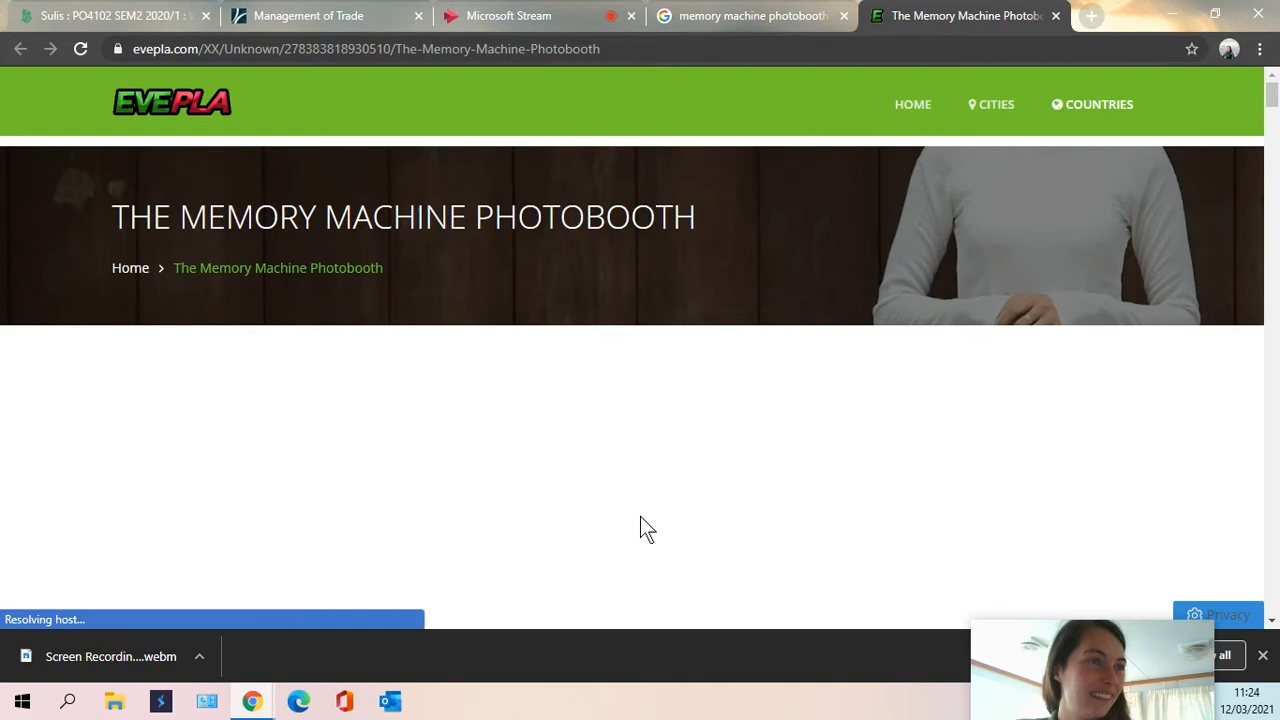 Sulis : PO4102 SEM2 2020/1 :
Management of Trade
Microsoft Stream
memory machine photobooth
The Memory Machine Photob
evepla.com/XX/Unknown/278383818930510/The-Memory-Machine-Photobooth
EVEPLA
HOME
CITIES
COUNTRIES
THE MEMORY MACHINE PHOTOBOOTH
Home > The Memory Machine Photobooth
Resolving host...
Privacy
Screen Recordin....webm
all
11:24
12/03/2021